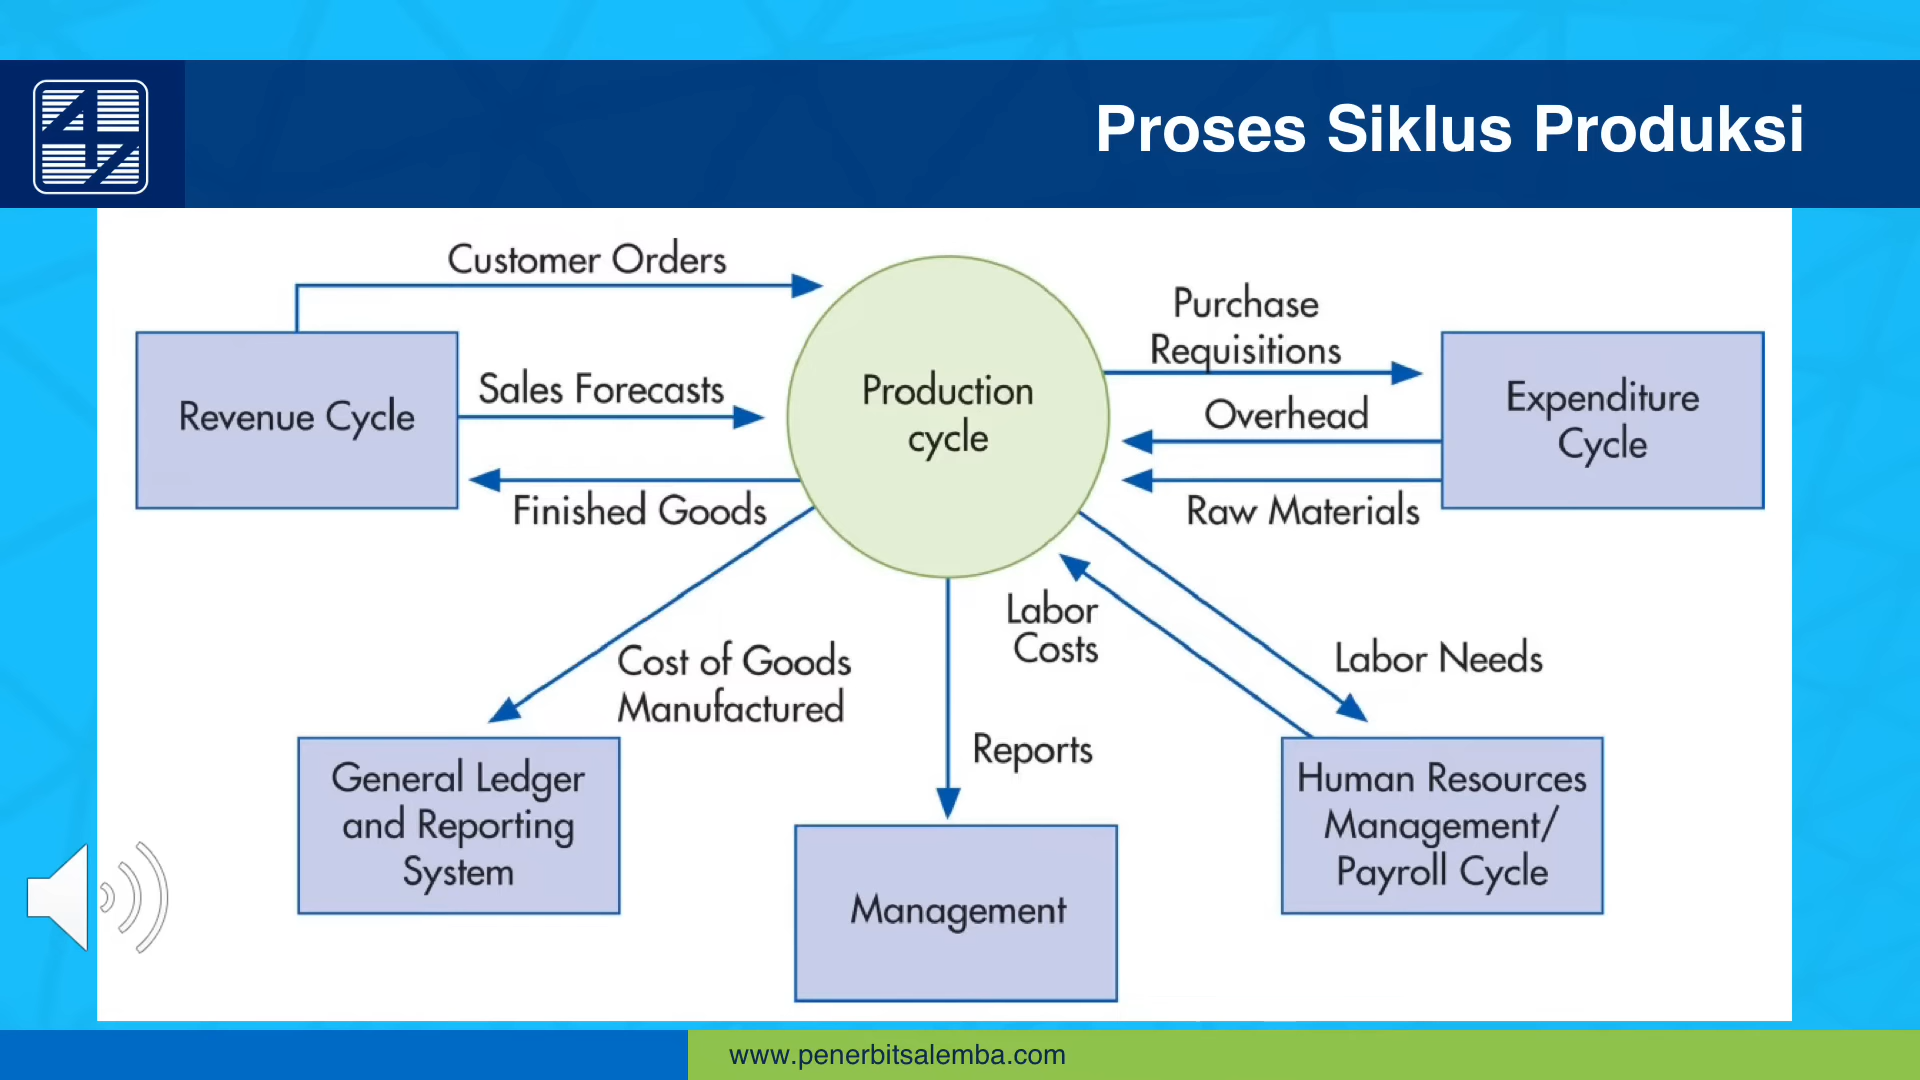 Proses Siklus Produksi
Customer Orders
Purchase
Requisitions
Revenue Cycle
Sales Forecasts
Production
cycle
Overhead
Expenditure
Cycle
Finished Goods
Raw Materials
Labor
Costs
Cost of Goods
Manufactured
Labor Needs
Reports
General Ledger
and Reporting
System
Management
Human Resources
Management/
Payroll Cycle
www.penerbitsalemba.com